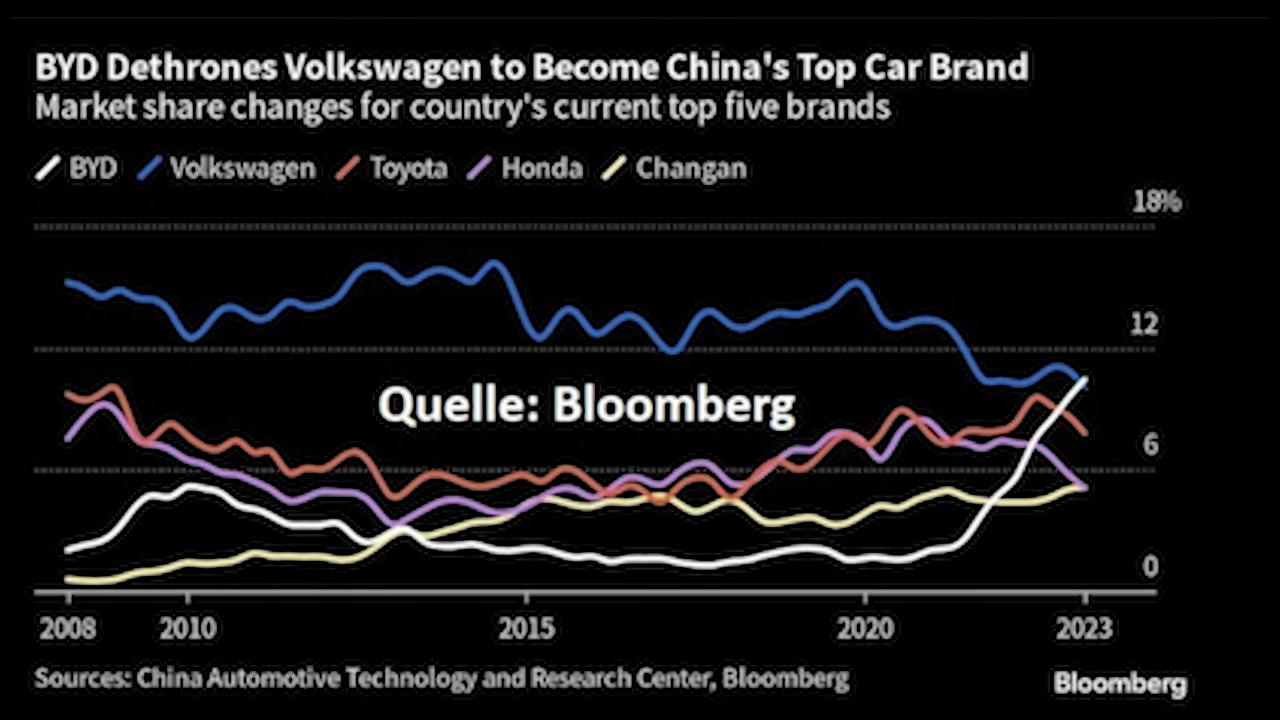 BYD Dethrones Volkswagen to Become China's Top Car Brand
Market share changes for country's current top five brands
BYD Volkswagen Toyota Honda Changan
18%
12
Quelle: Bloomberg
6
0
2008 2010 2015 2020 2023
Sources: China Automotive Technology and Research Center, Bloomberg
Bloomberg